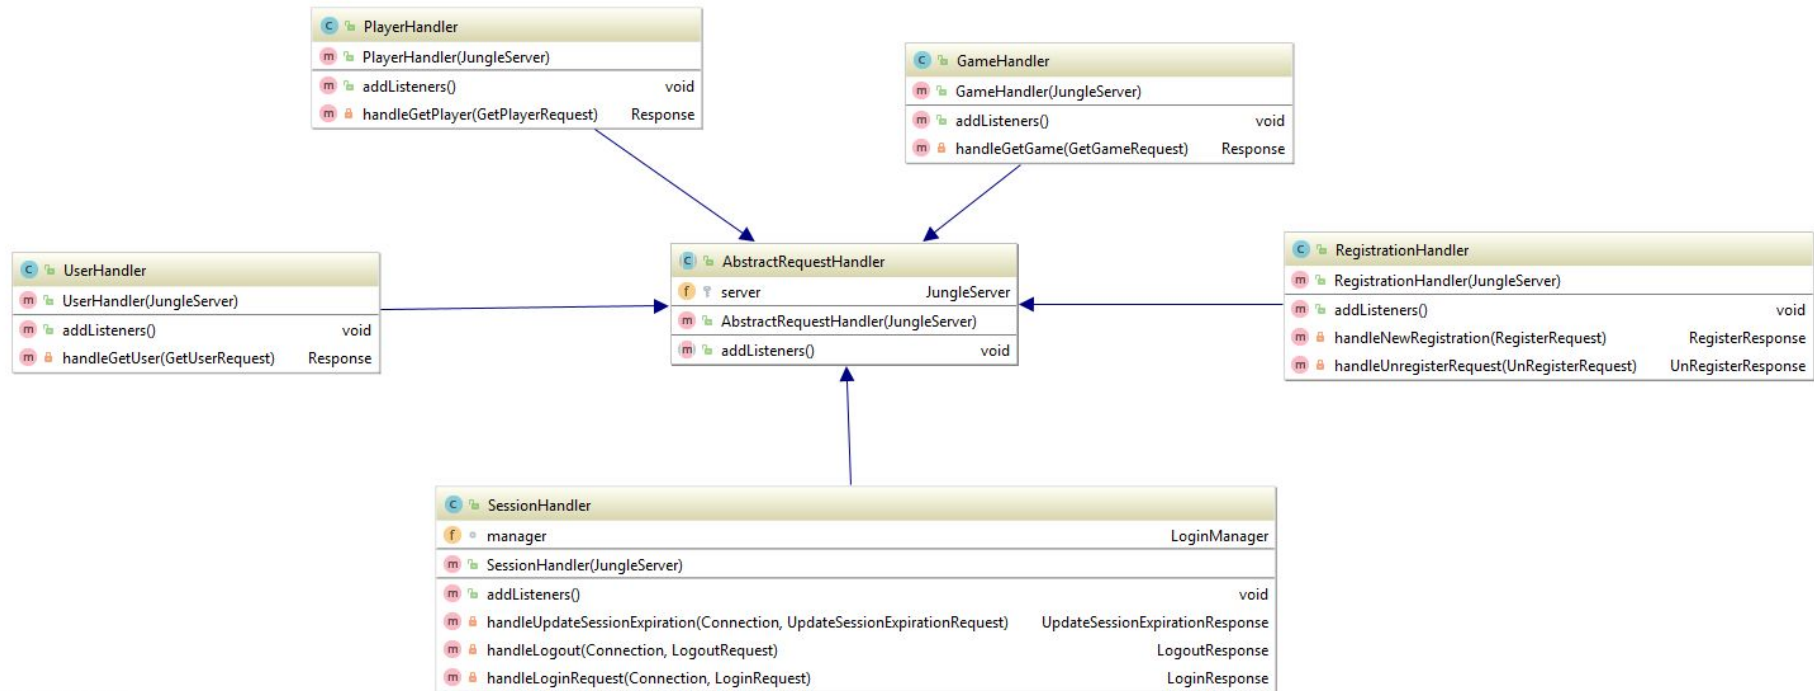 PlayerHandler
PlayerHandler(JungleServer)
addListeners() void
handleGetPlayer(GetPlayerRequest) Response
GameHandler
GameHandler(JungleServer)
addListeners() void
handleGetGame(GetGameRequest) Response
UserHandler
UserHandler(JungleServer)
addListeners() void
handleGetUser(GetUserRequest) Response
AbstractRequestHandler
server JungleServer
AbstractRequestHandler(JungleServer)
addListeners() void
RegistrationHandler
RegistrationHandler(JungleServer)
addListeners() void
handleNewRegistration(RegisterRequest) RegisterResponse
handleUnregisterRequest(UnRegisterRequest) UnRegisterResponse
SessionHandler
manager LoginManager
SessionHandler(JungleServer)
addListeners() void
handleUpdateSessionExpiration(Connection, UpdateSessionExpirationRequest) UpdateSessionExpirationResponse
handleLogout(Connection, LogoutRequest) LogoutResponse
handleLoginRequest(Connection, LoginRequest) LoginResponse